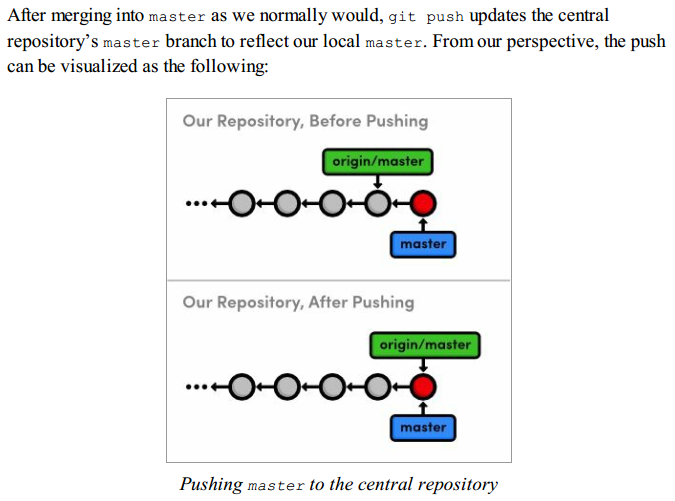 After merging into master as we normally would, git push updates the central
repository’s master branch to reflect our local master. From our perspective, the push
can be visualized as the following:
Our Repository, Before Pushing
origin/master
master
Our Repository, After Pushing
origin/master
master
Pushing master to the central repository